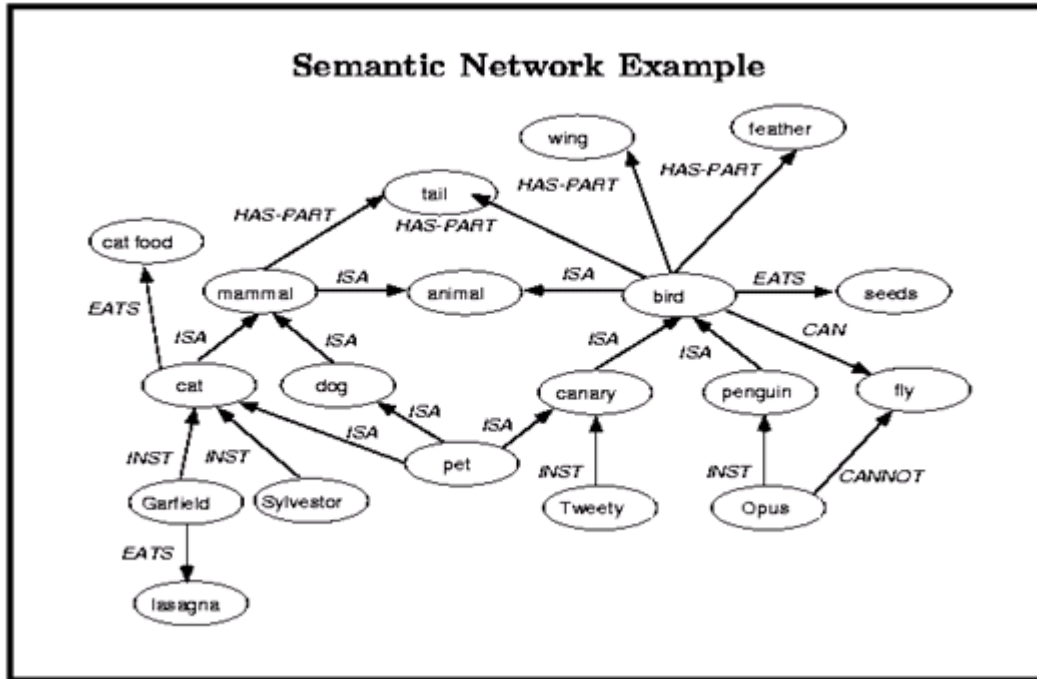 Semantic Network Example
wing
feather
HAS-PART
HAS-PART
tail
HAS-PART
HAS-PART
cat food
mammal
ISA
animal
ISA
bird
EATS
seeds
EATS
CAN
ISA
ISA
ISA
ISA
cat
dog
canary
penguin
fly
ISA
ISA
ISA
pet
INST
INST
INST
INST
CANNOT
Garfield
Sylvestor
Tweety
Opus
EATS
lasagna